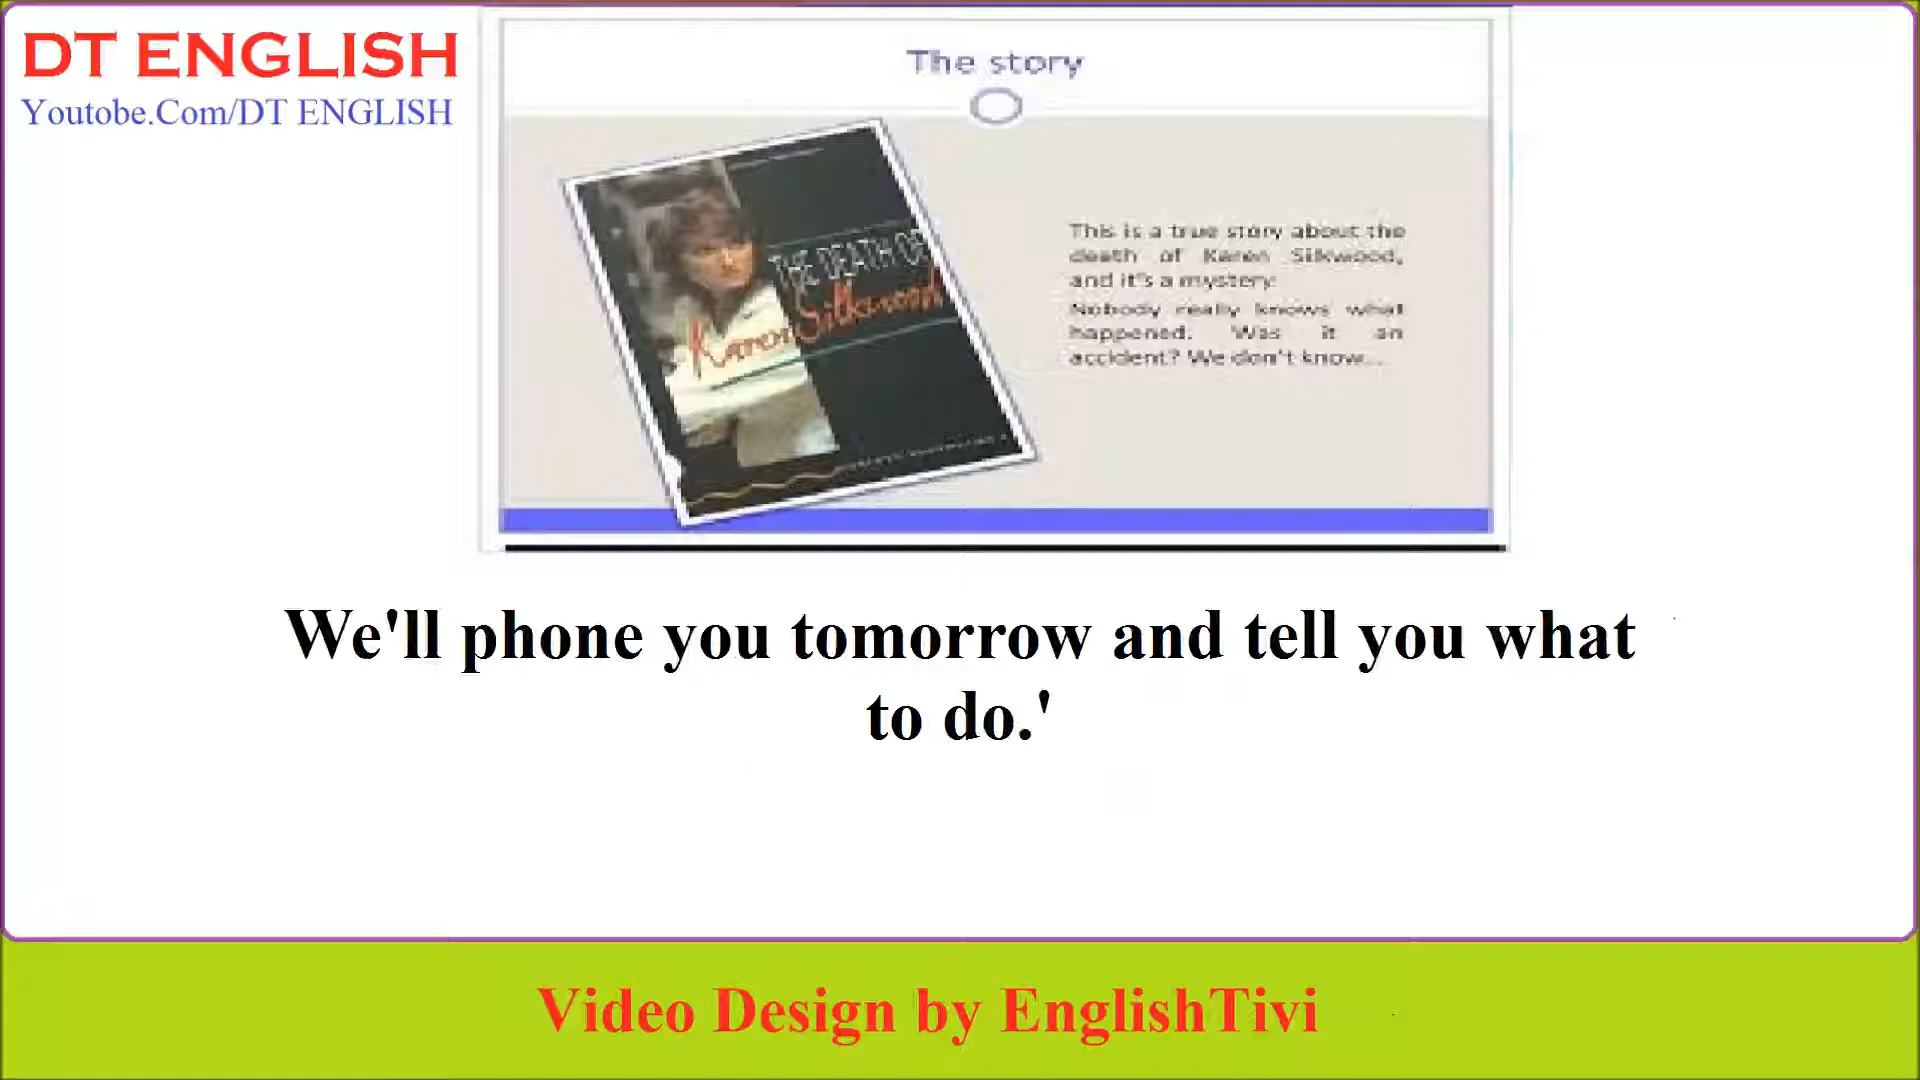 DT ENGLISH
Youtobe.Com/DT ENGLISH
The story
THE DEATH OF
Karen Silkwood
This is a true story about the
death of Karen Silkwood,
and it's a mystery
Nobody really knows what
happened. Was it an
accident? We don't know...
We'll phone you tomorrow and tell you what
to do.'
Video Design by EnglishTivi